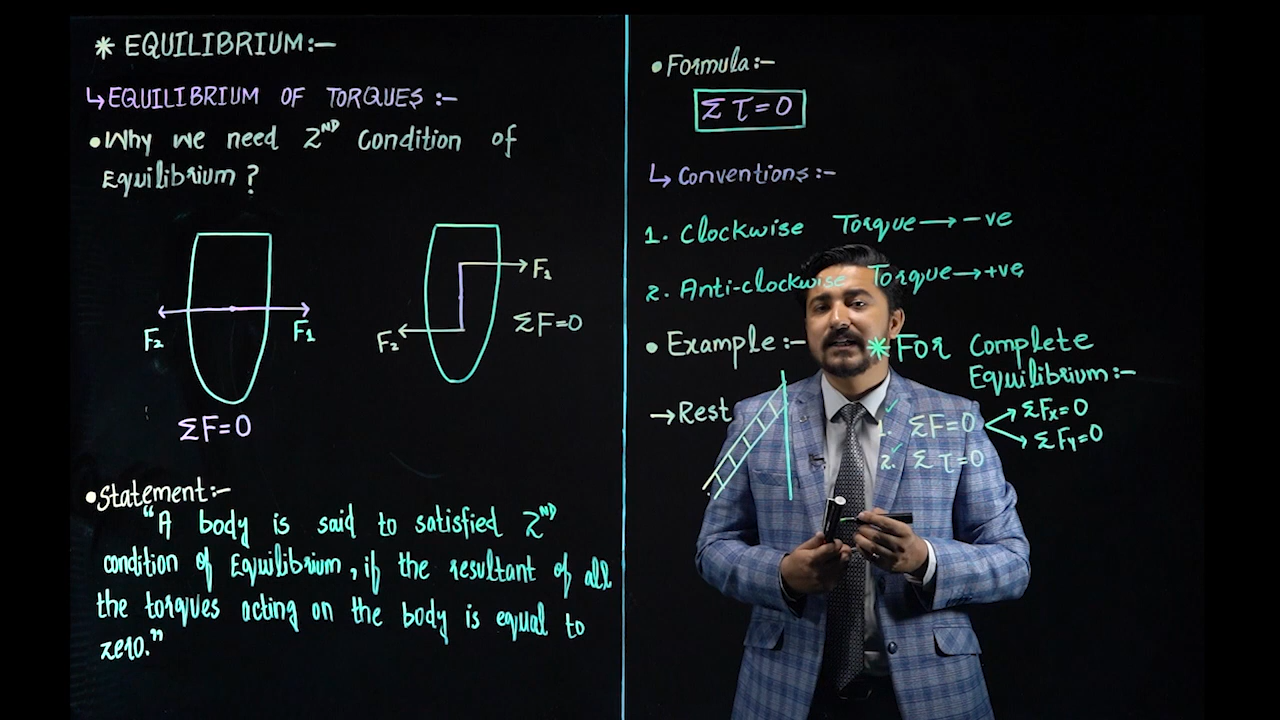 * EQUILIBRIUM:-
↳EQUILIBRIUM OF TORQUES:-
•Why we need 2ND Condition of
Equilibrium?
F2 F1
ΣF=0
F1
F2
ΣF=0
•Statement:-
"A body is said to satisfied 2ND
condition of Equilibrium, if the resultant of all
the torques acting on the body is equal to
zero."
•Formula:-
Στ=0
↳ Conventions:-
1. Clockwise Torque→-ve
2. Anti-clockwise Torque→+ve
• Example:-
→Rest
*For Complete
Equilibrium:-
1. ΣF=0
ΣFx=0
ΣFy=0
2. Στ=0